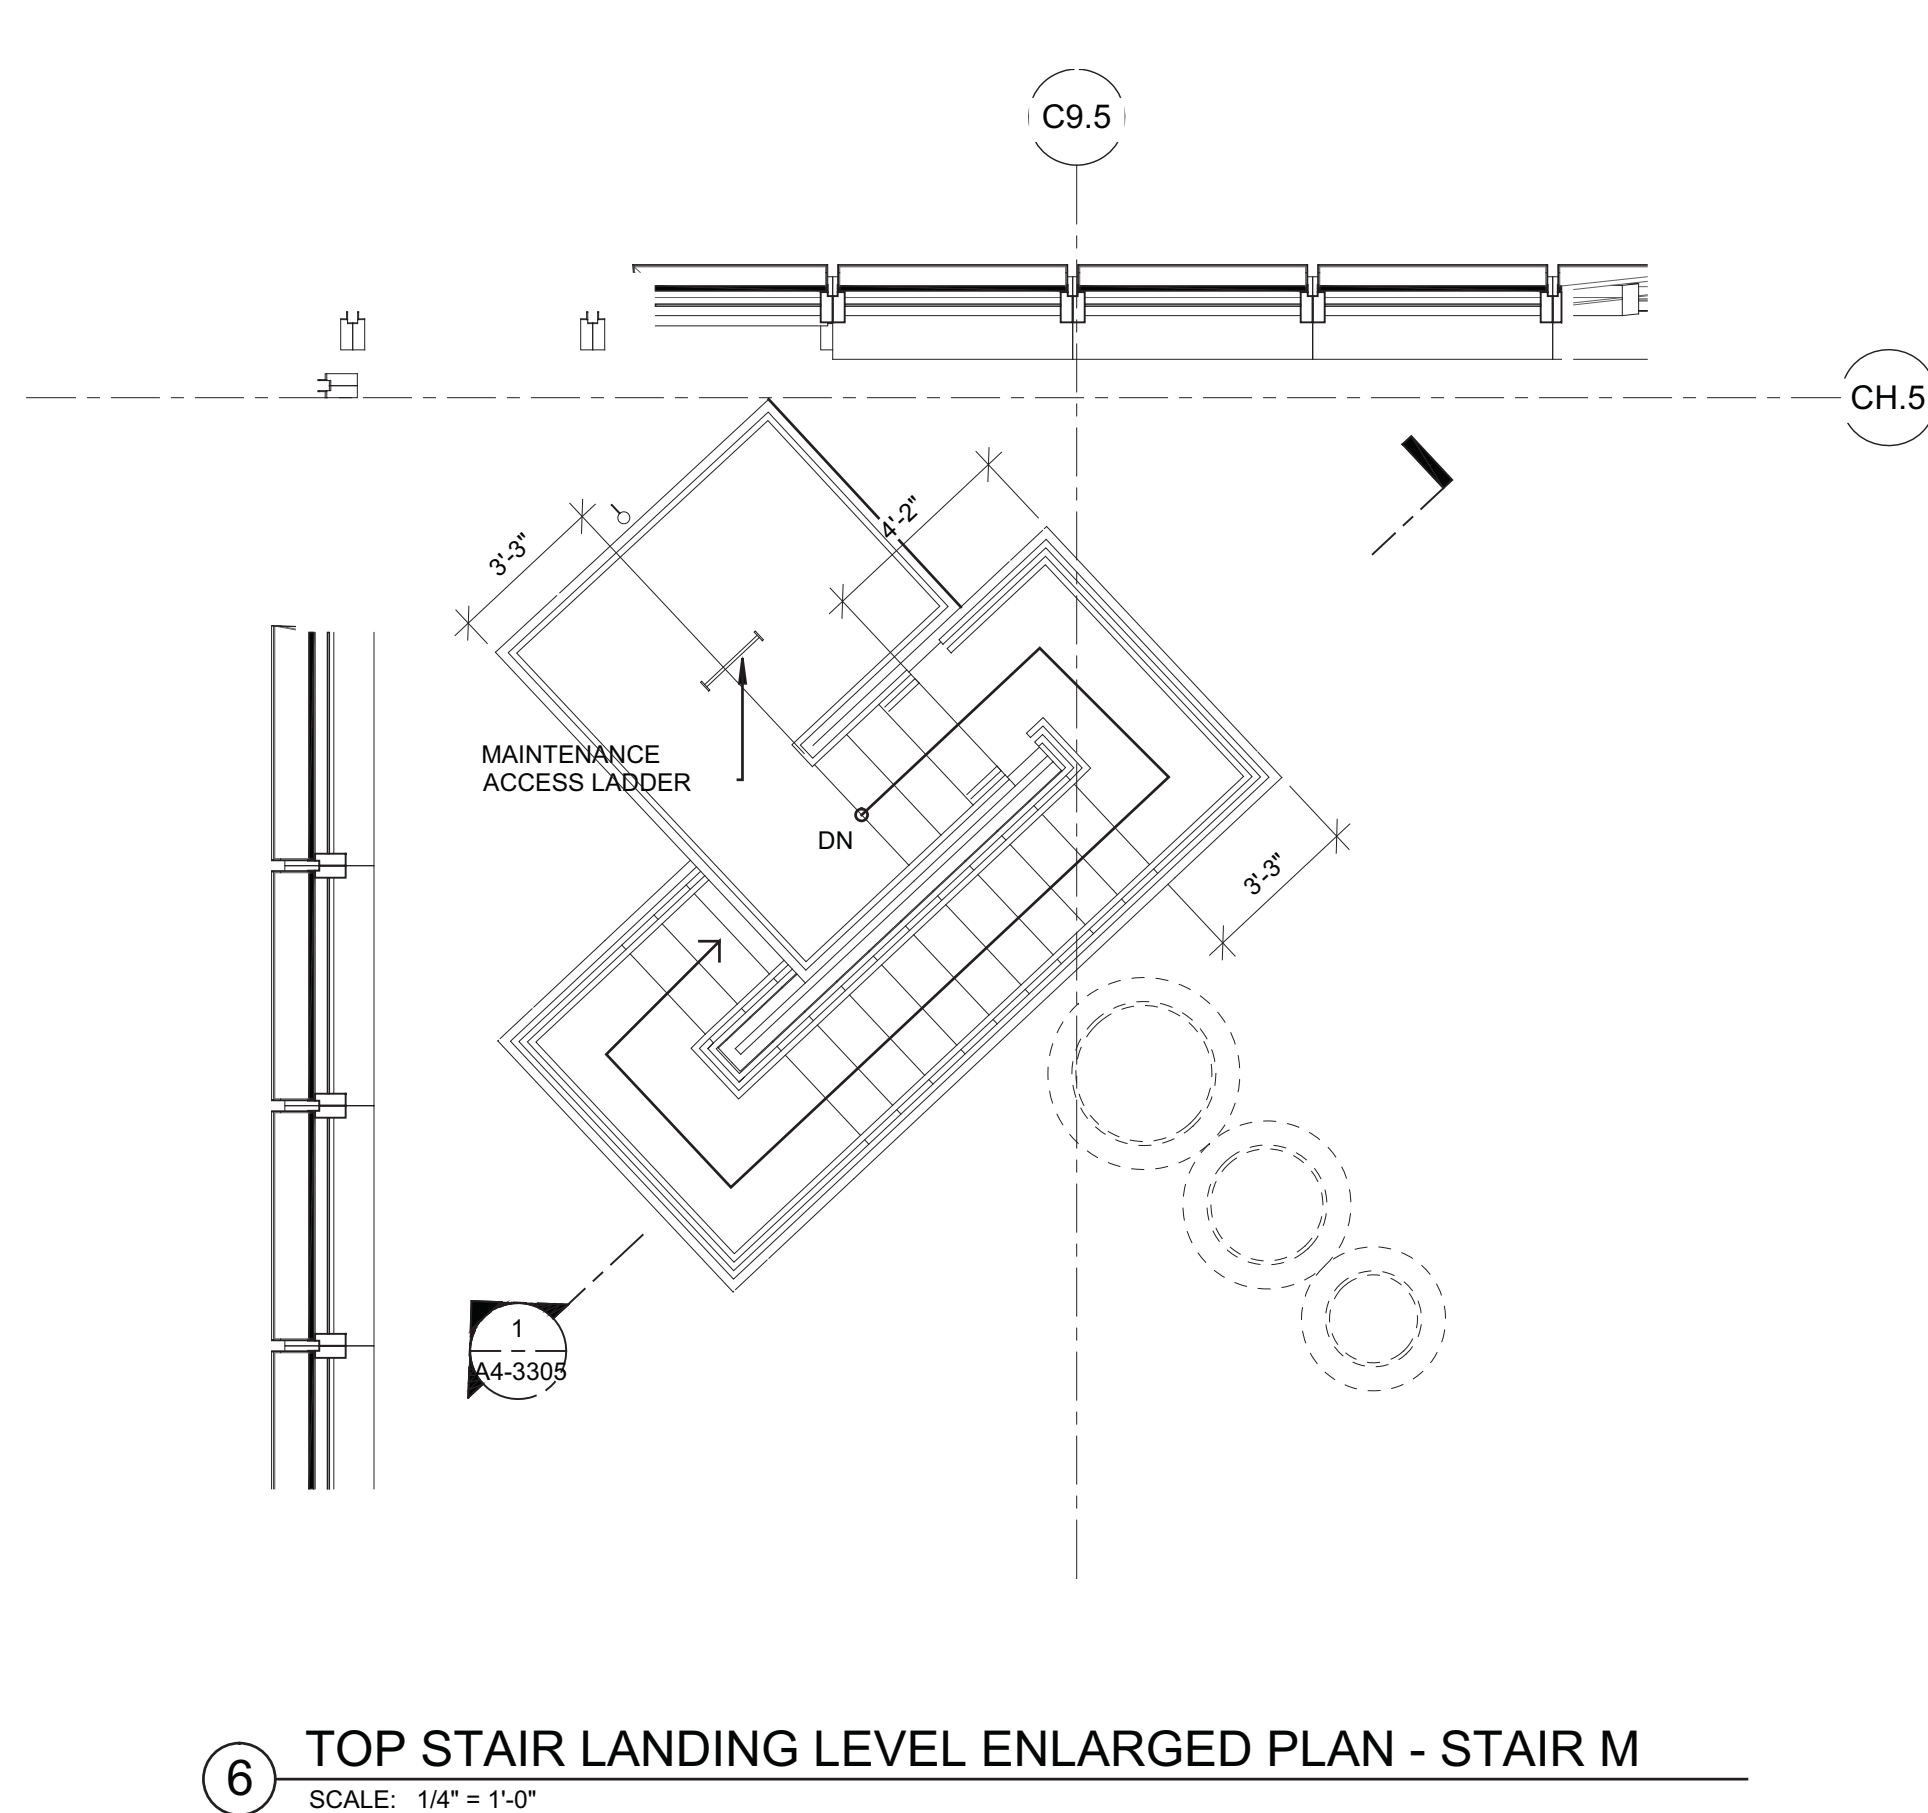 C9.5
CH.5
4'-2"
3'-3"
MAINTENANCE
ACCESS LADDER
DN
3'-3"
1
A4-3305
TOP STAIR LANDING LEVEL ENLARGED PLAN - STAIR M
6
SCALE: 1/4" = 1'-0"